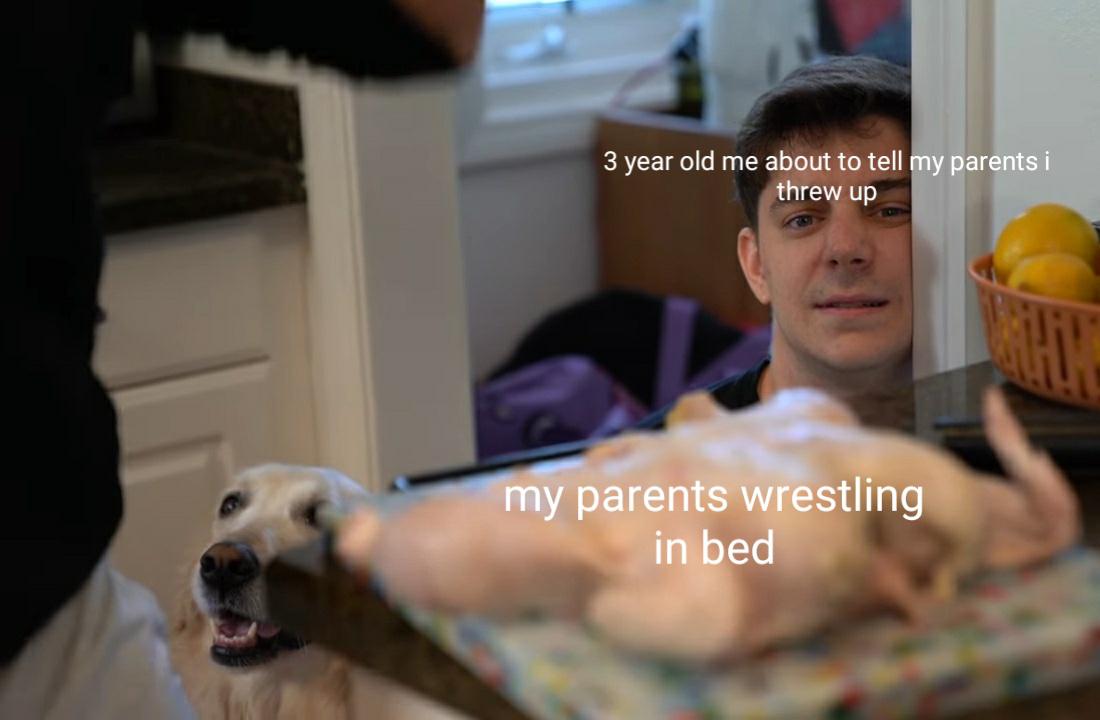 3 year old me about to tell my parents i
threw up
my parents wrestling
in bed